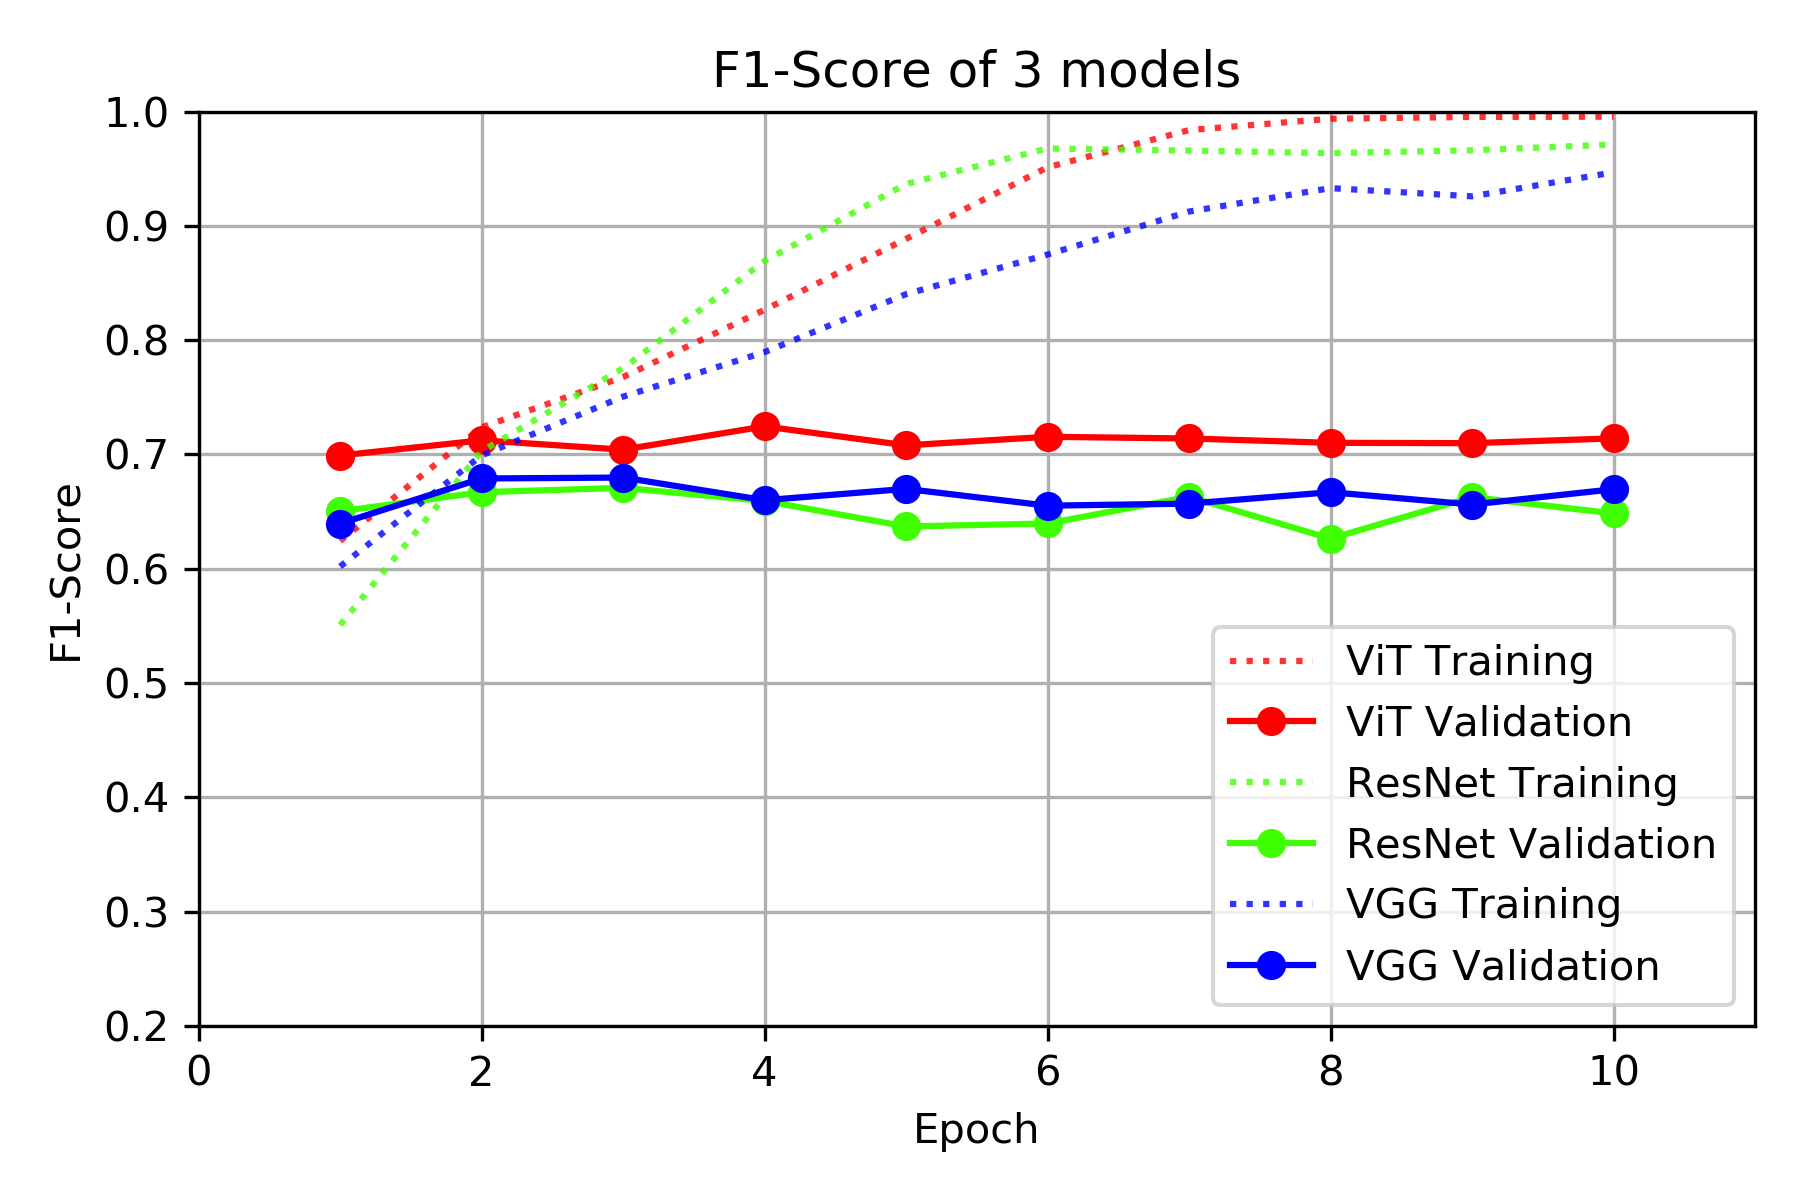 F1-Score of 3 models
1.0
0.9
0.8
0.7
0.6
0.5
0.4
0.3
0.2
F1-Score
0 2 4 6 8 10
Epoch
ViT Training
ViT Validation
ResNet Training
ResNet Validation
VGG Training
VGG Validation